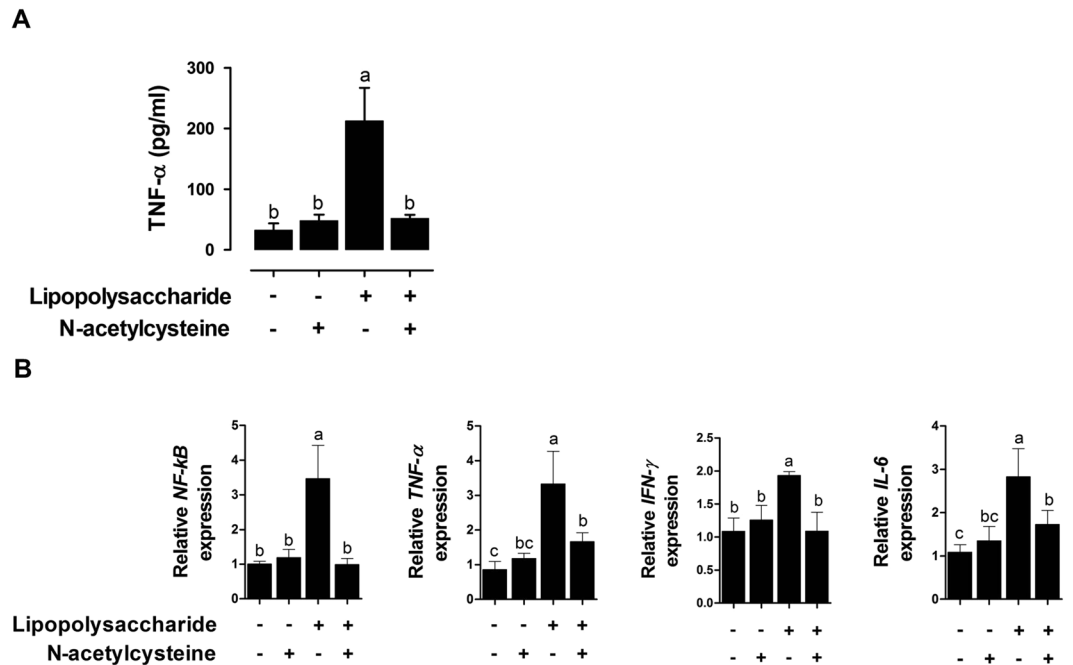 A
TNF-α (pg/ml)
300
200
100
0
b
b
a
b
Lipopolysaccharide - - + +
N-acetylcysteine - + - +
B
Relative NF-kB
expression
5
4
3
2
1
0
b
b
a
b
Relative TNF-α
expression
5
4
3
2
1
0
c
bc
a
b
Relative IFN-γ
expression
2.5
2.0
1.5
1.0
0.5
0.0
b
b
a
b
Relative IL-6
expression
4
3
2
1
0
c
bc
a
b
Lipopolysaccharide - - + + - - + + - - + + - - + +
N-acetylcysteine - + - + - + - + - + - + - + - +